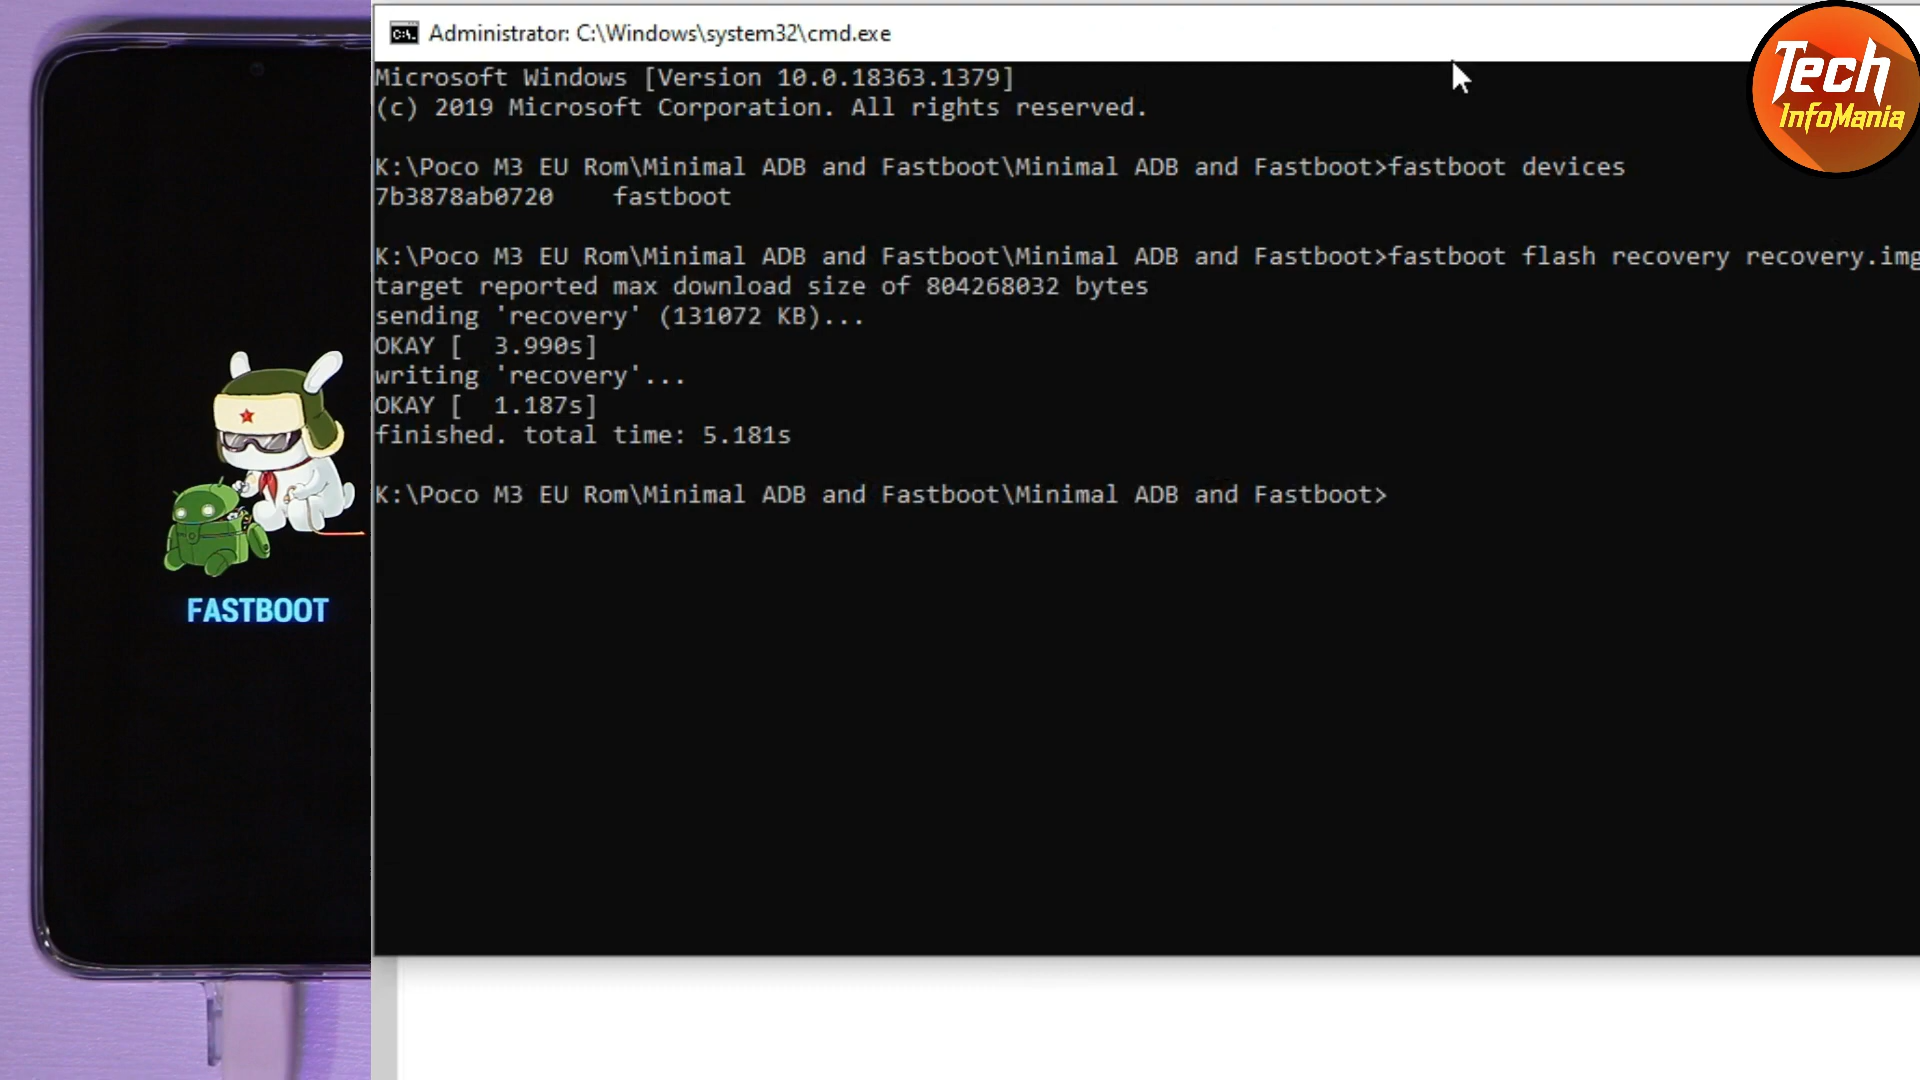 Administrator: C:\Windows\system32\cmd.exe
Tech
InfoMania
Microsoft Windows [Version 10.0.18363.1379]
(c) 2019 Microsoft Corporation. All rights reserved.
K:\Poco M3 EU Rom\Minimal ADB and Fastboot\Minimal ADB and Fastboot>fastboot devices
7b3878ab0720    fastboot
K:\Poco M3 EU Rom\Minimal ADB and Fastboot\Minimal ADB and Fastboot>fastboot flash recovery recovery.img
target reported max download size of 804268032 bytes
sending 'recovery' (131072 KB)...
OKAY [  3.990s]
writing 'recovery'...
OKAY [  1.187s]
finished. total time: 5.181s
K:\Poco M3 EU Rom\Minimal ADB and Fastboot\Minimal ADB and Fastboot>
FASTBOOT